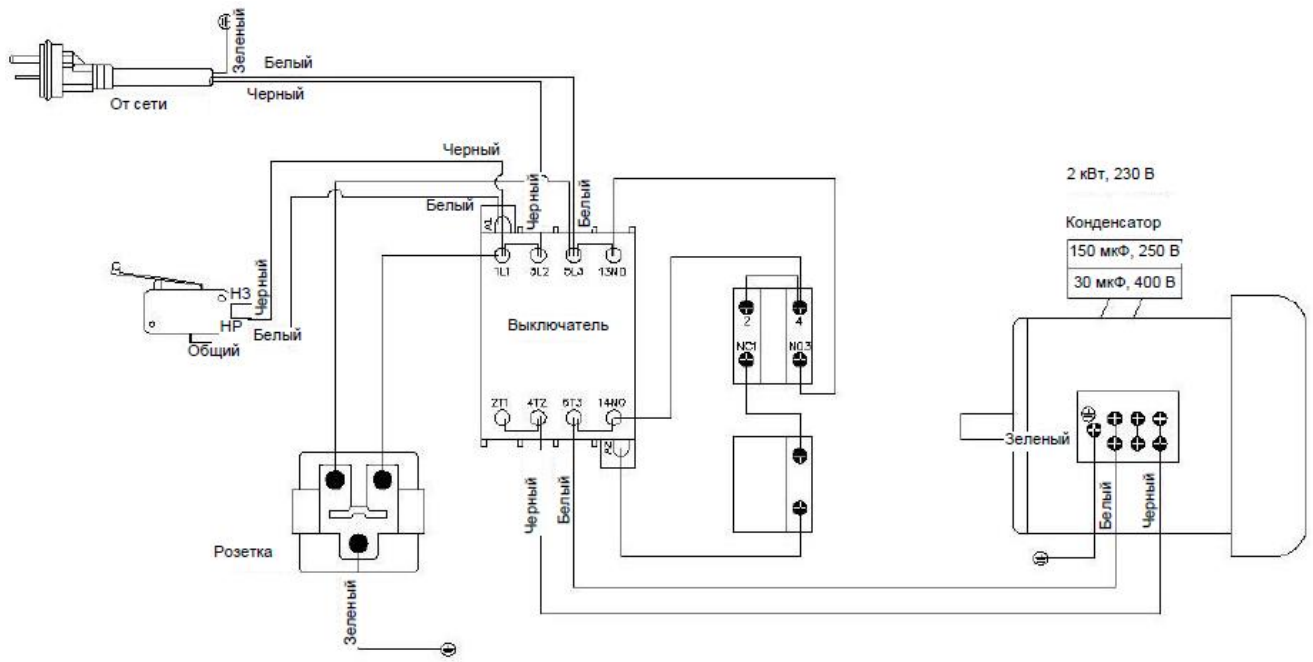 Зеленый
Белый
Черный
От сети
Черный
Белый
Черный
Белый
A1
1L1
3L2
5L3
13NO
НЗ
НР
Общий
Черный
Белый
Выключатель
2T1
4T2
6T3
14NO
A2
2
4
NC1
NO3
2 кВт, 230 В
Конденсатор
150 мкФ, 250 В
30 мкФ, 400 В
Зеленый
Белый
Черный
Черный
Белый
Розетка
Зеленый